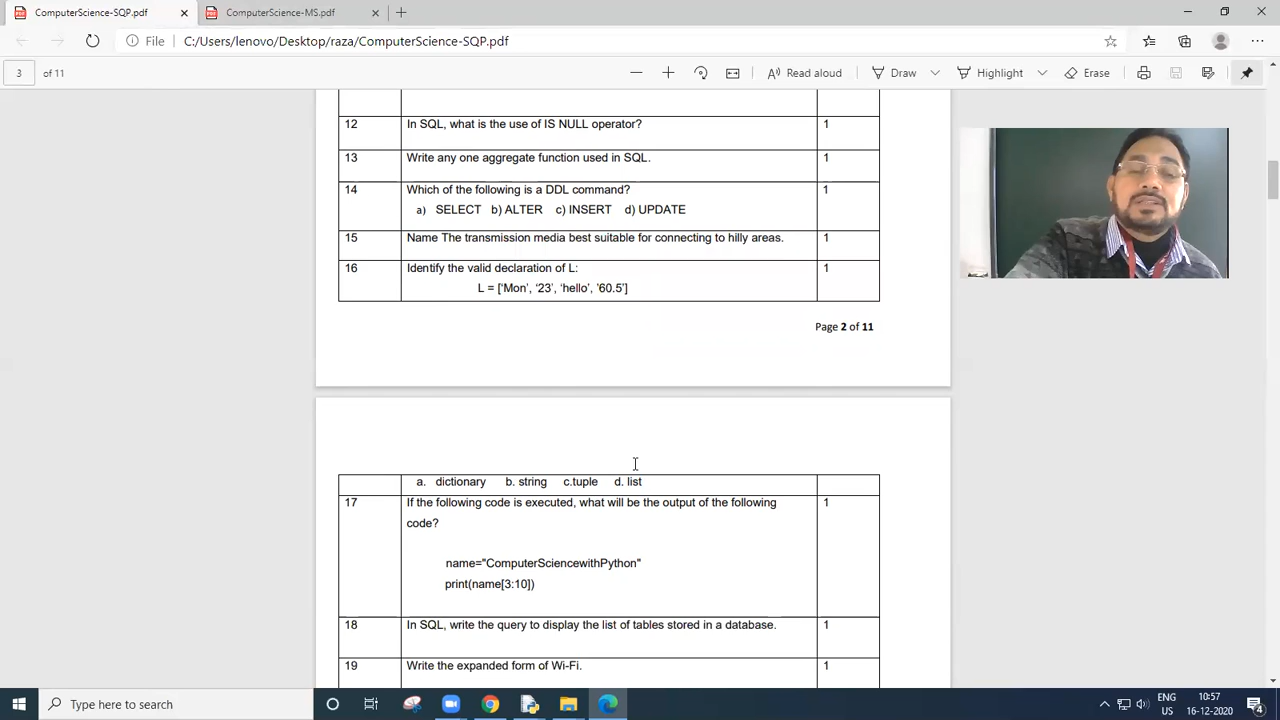 ComputerScience-SQP.pdf
ComputerScience-MS.pdf
File C:/Users/lenovo/Desktop/raza/ComputerScience-SQP.pdf
3 of 11 Read aloud Draw Highlight Erase
12 In SQL, what is the use of IS NULL operator? 1
13 Write any one aggregate function used in SQL. 1
14 Which of the following is a DDL command? 1
a) SELECT b) ALTER c) INSERT d) UPDATE
15 Name The transmission media best suitable for connecting to hilly areas. 1
16 Identify the valid declaration of L: 1
L = ['Mon', '23', 'hello', '60.5']
Page 2 of 11
a. dictionary b. string c.tuple d. list
17 If the following code is executed, what will be the output of the following 1
code?
name="ComputerSciencewithPython"
print(name[3:10])
18 In SQL, write the query to display the list of tables stored in a database. 1
19 Write the expanded form of Wi-Fi. 1
Type here to search
ENG
US
10:57
16-12-2020
4